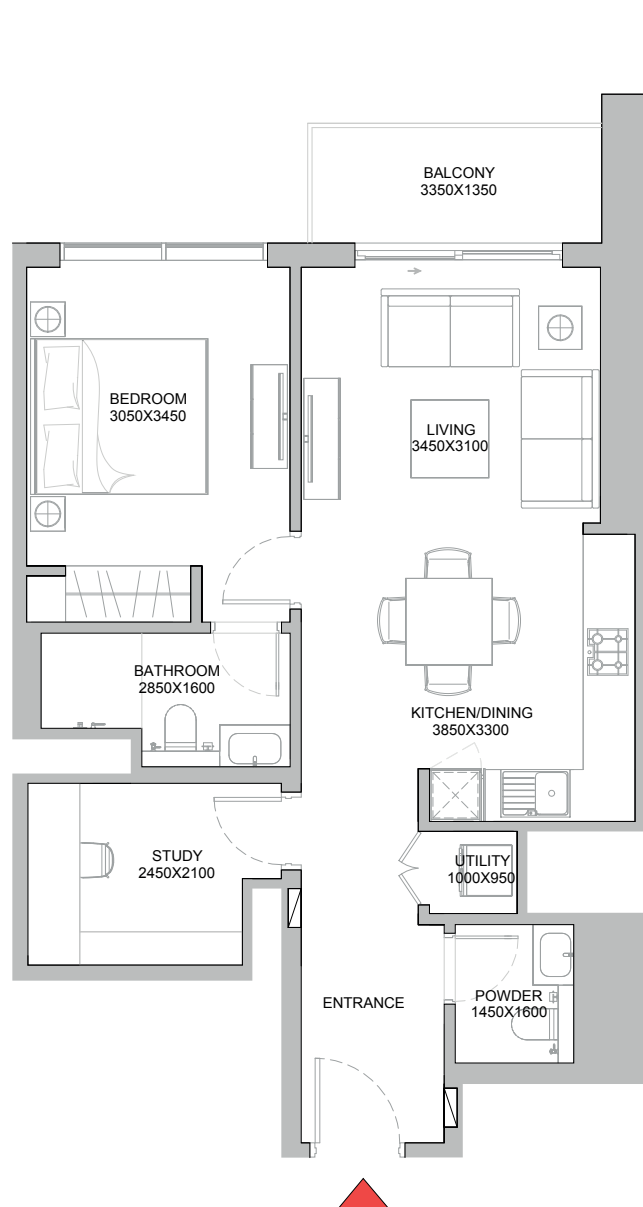 BALCONY
3350X1350
BEDROOM
3050X3450
LIVING
3450X3100
BATHROOM
2850X1600
KITCHEN/DINING
3850X3300
STUDY
2450X2100
UTILITY
1000X950
ENTRANCE
POWDER
1450X1600